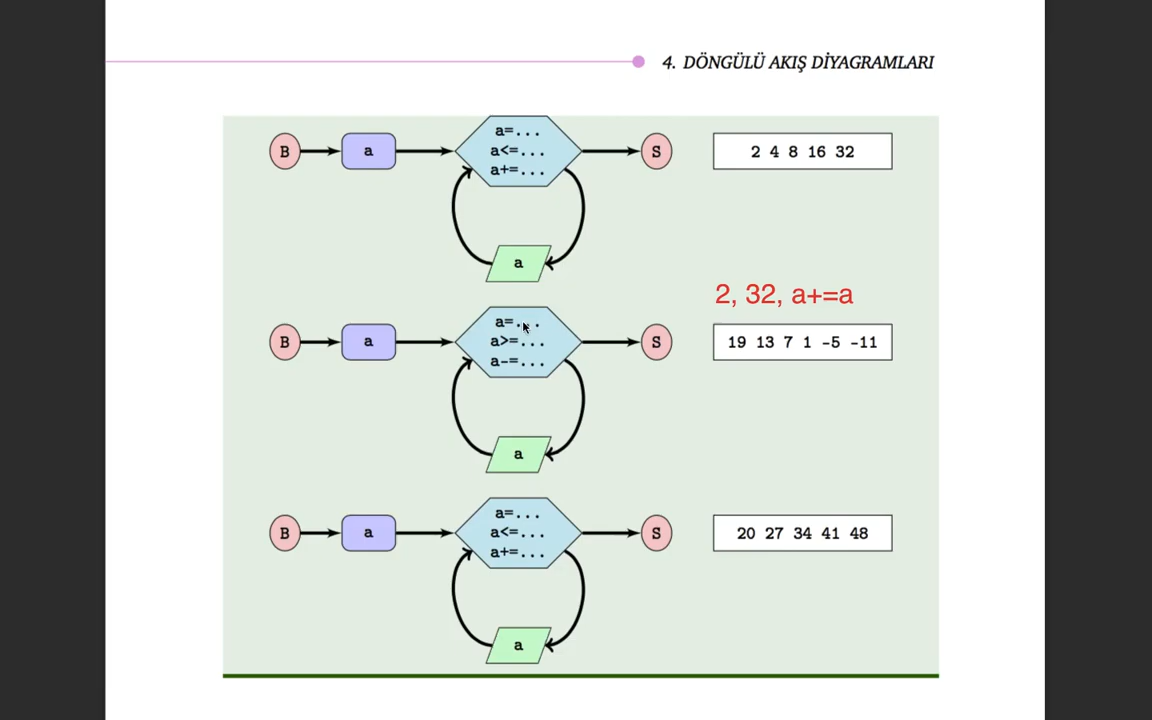 4. DÖNGÜLÜ AKIŞ DİYAGRAMLARI
B a a=... S 2 4 8 16 32
a<=...
a+=...
a
2, 32, a+=a
B a a=... S 19 13 7 1 -5 -11
a>=...
a-=...
a
B a a=... S 20 27 34 41 48
a<=...
a+=...
a